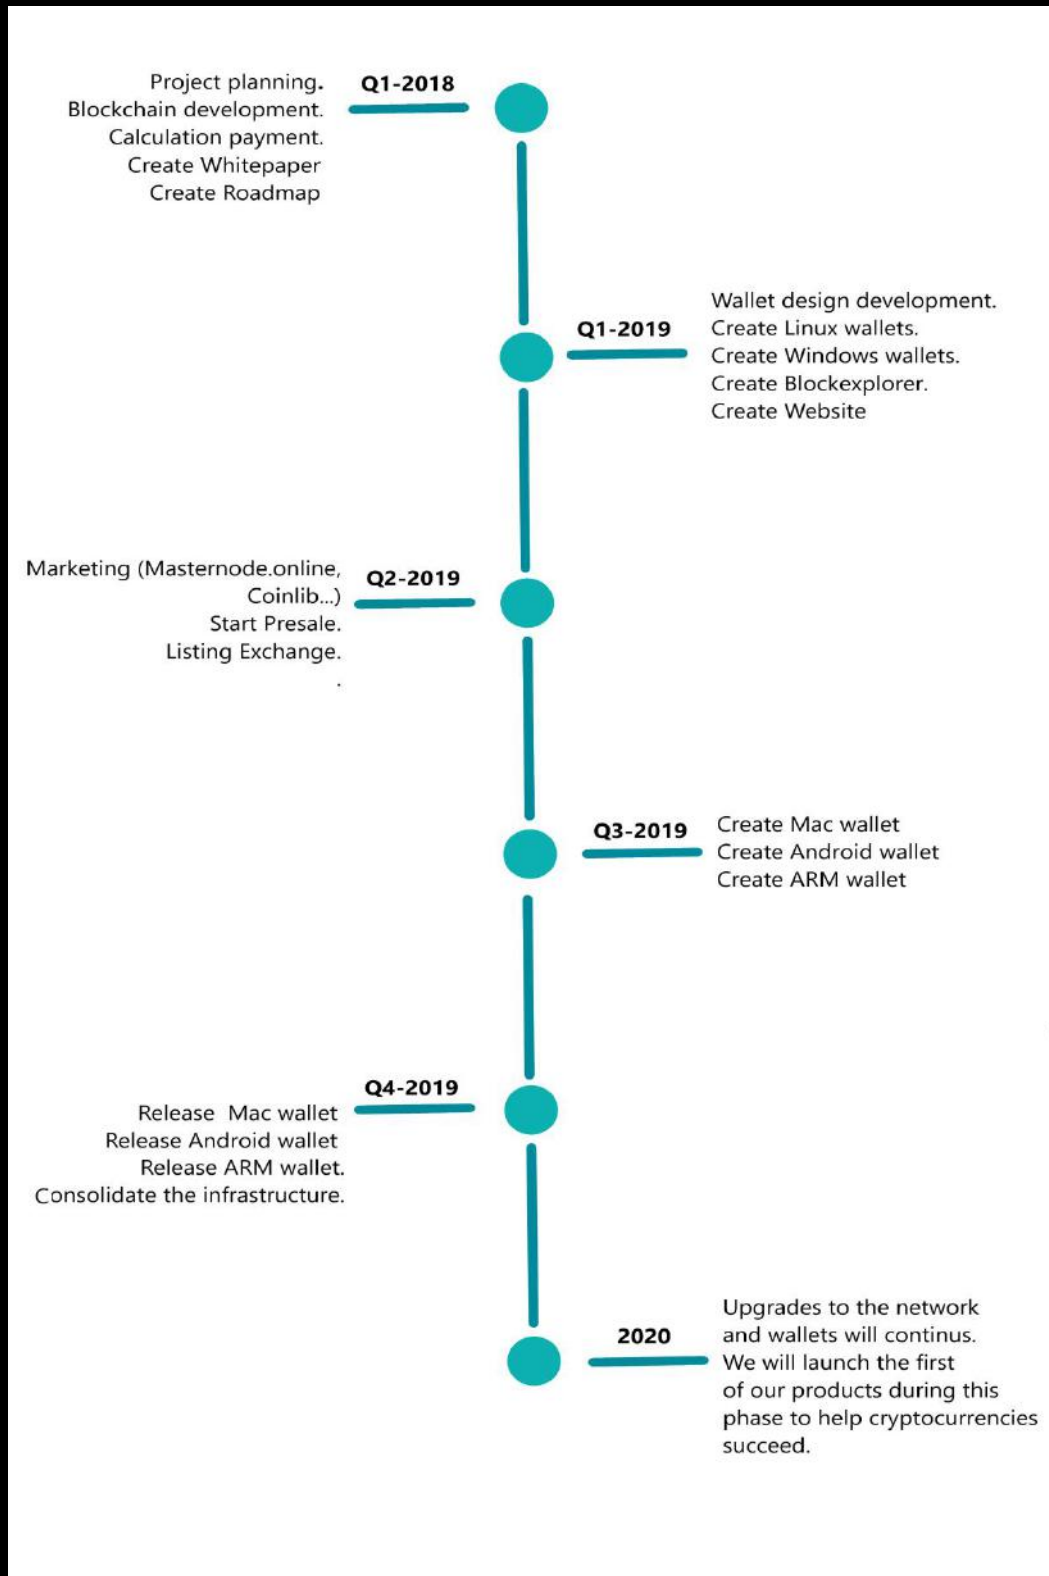 Q1-2018
Project planning.
Blockchain development.
Calculation payment.
Create Whitepaper
Create Roadmap
Q1-2019
Wallet design development.
Create Linux wallets.
Create Windows wallets.
Create Blockexplorer.
Create Website
Q2-2019
Marketing (Masternode.online,
Coinlib...)
Start Presale.
Listing Exchange.
.
Q3-2019
Create Mac wallet
Create Android wallet
Create ARM wallet
Q4-2019
Release Mac wallet
Release Android wallet
Release ARM wallet.
Consolidate the infrastructure.
2020
Upgrades to the network
and wallets will continus.
We will launch the first
of our products during this
phase to help cryptocurrencies
succeed.